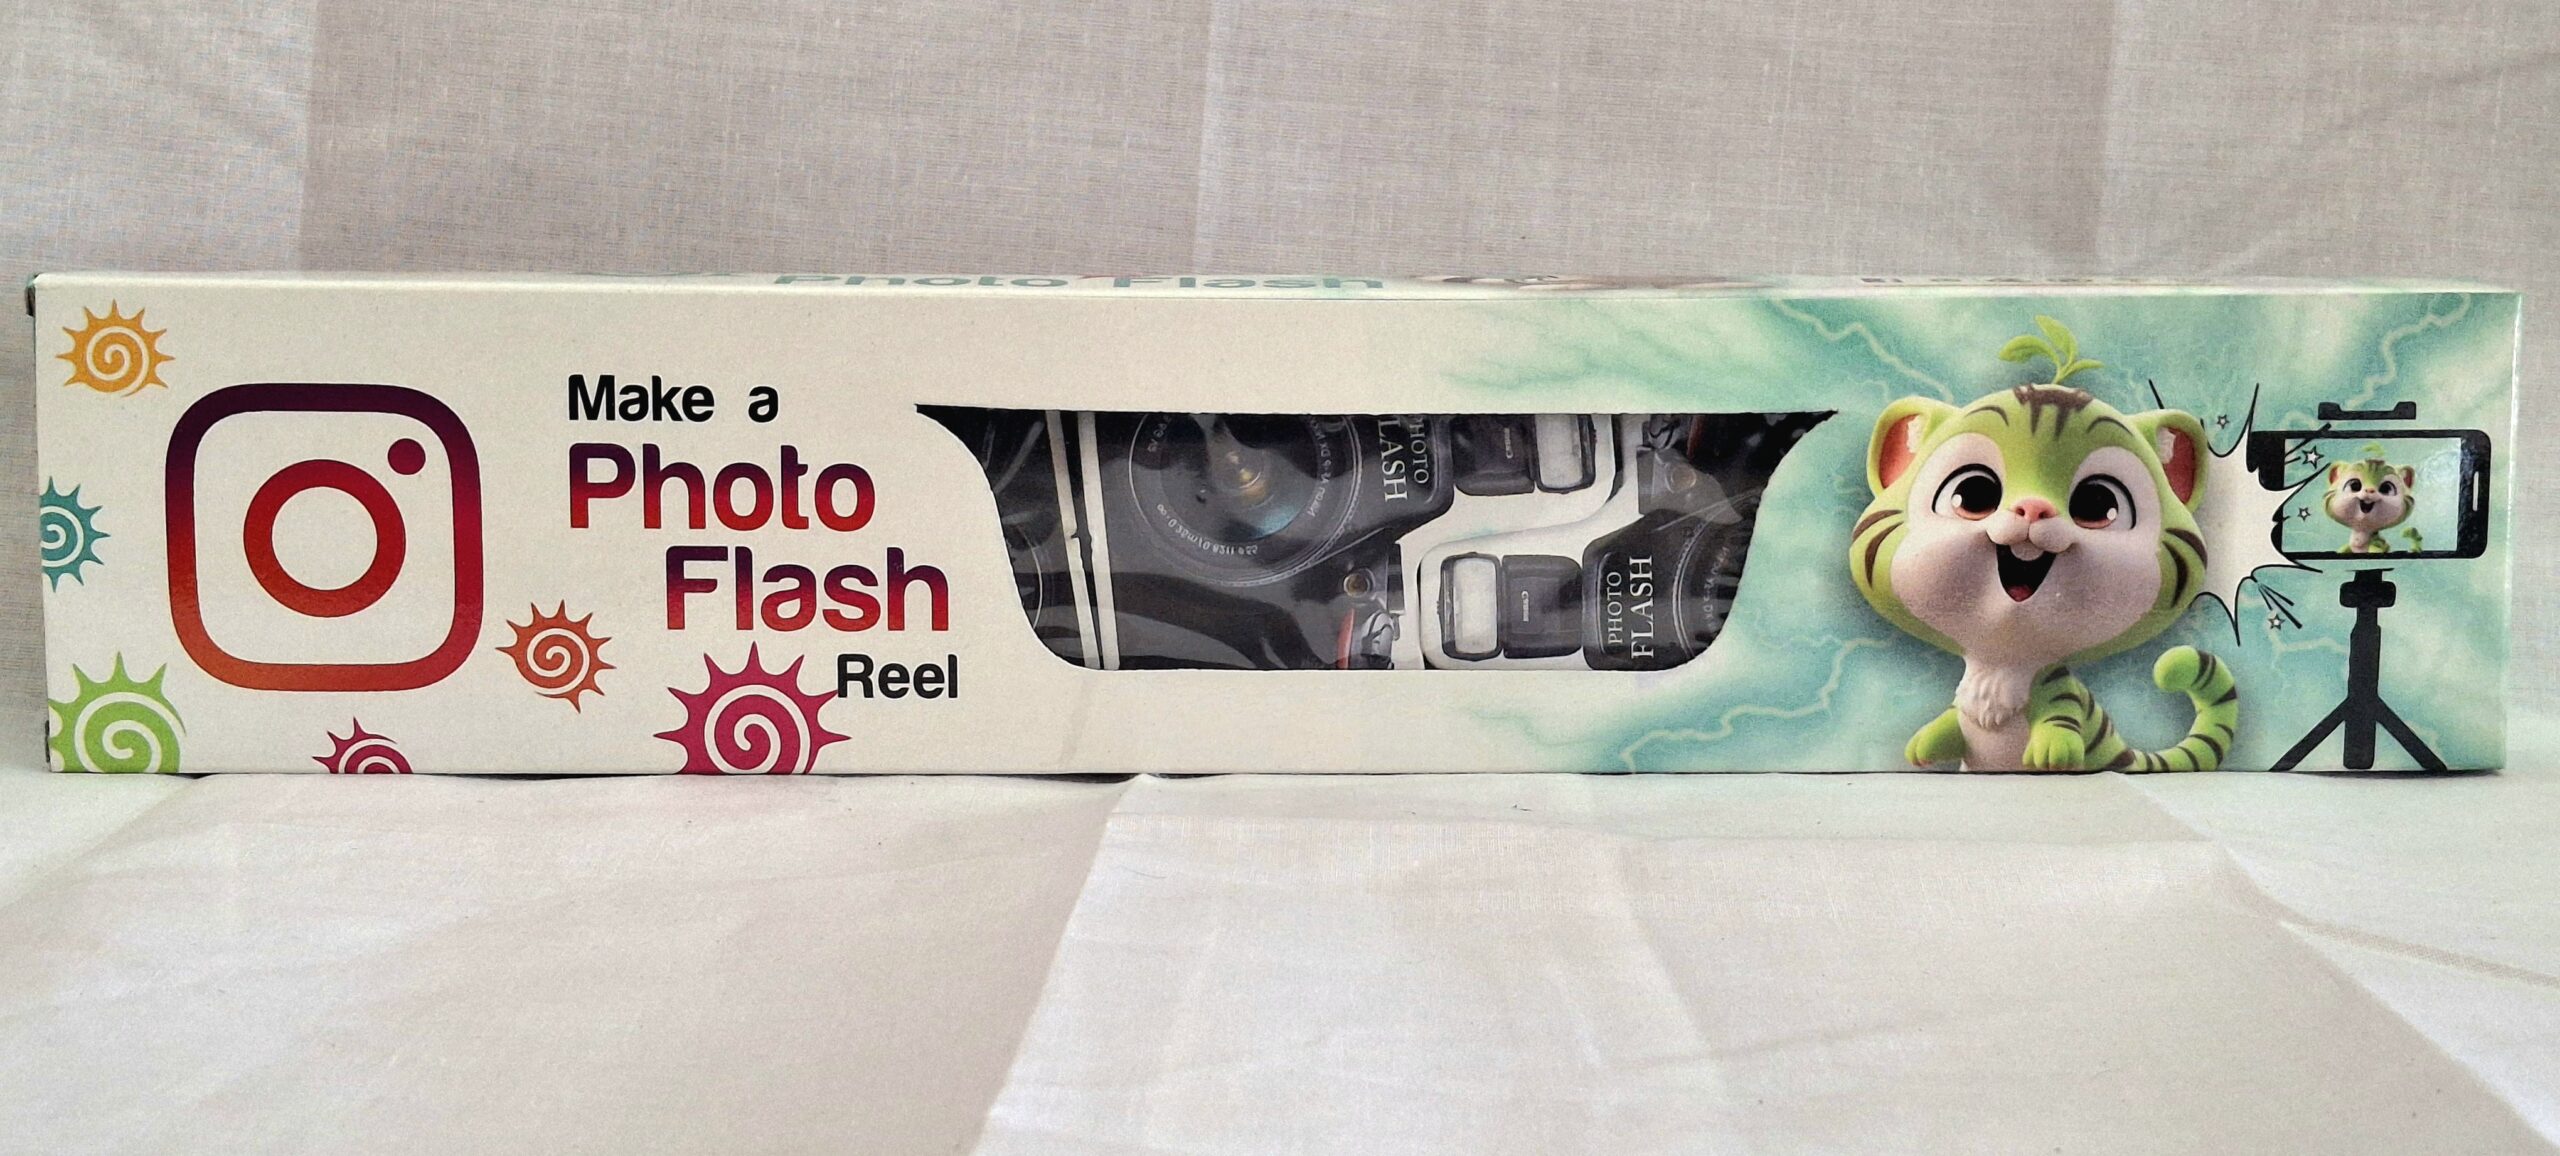 Photo Flash
Make a
Photo
Flash
Reel
PHOTO
FLASH
PHOTO
FLASH